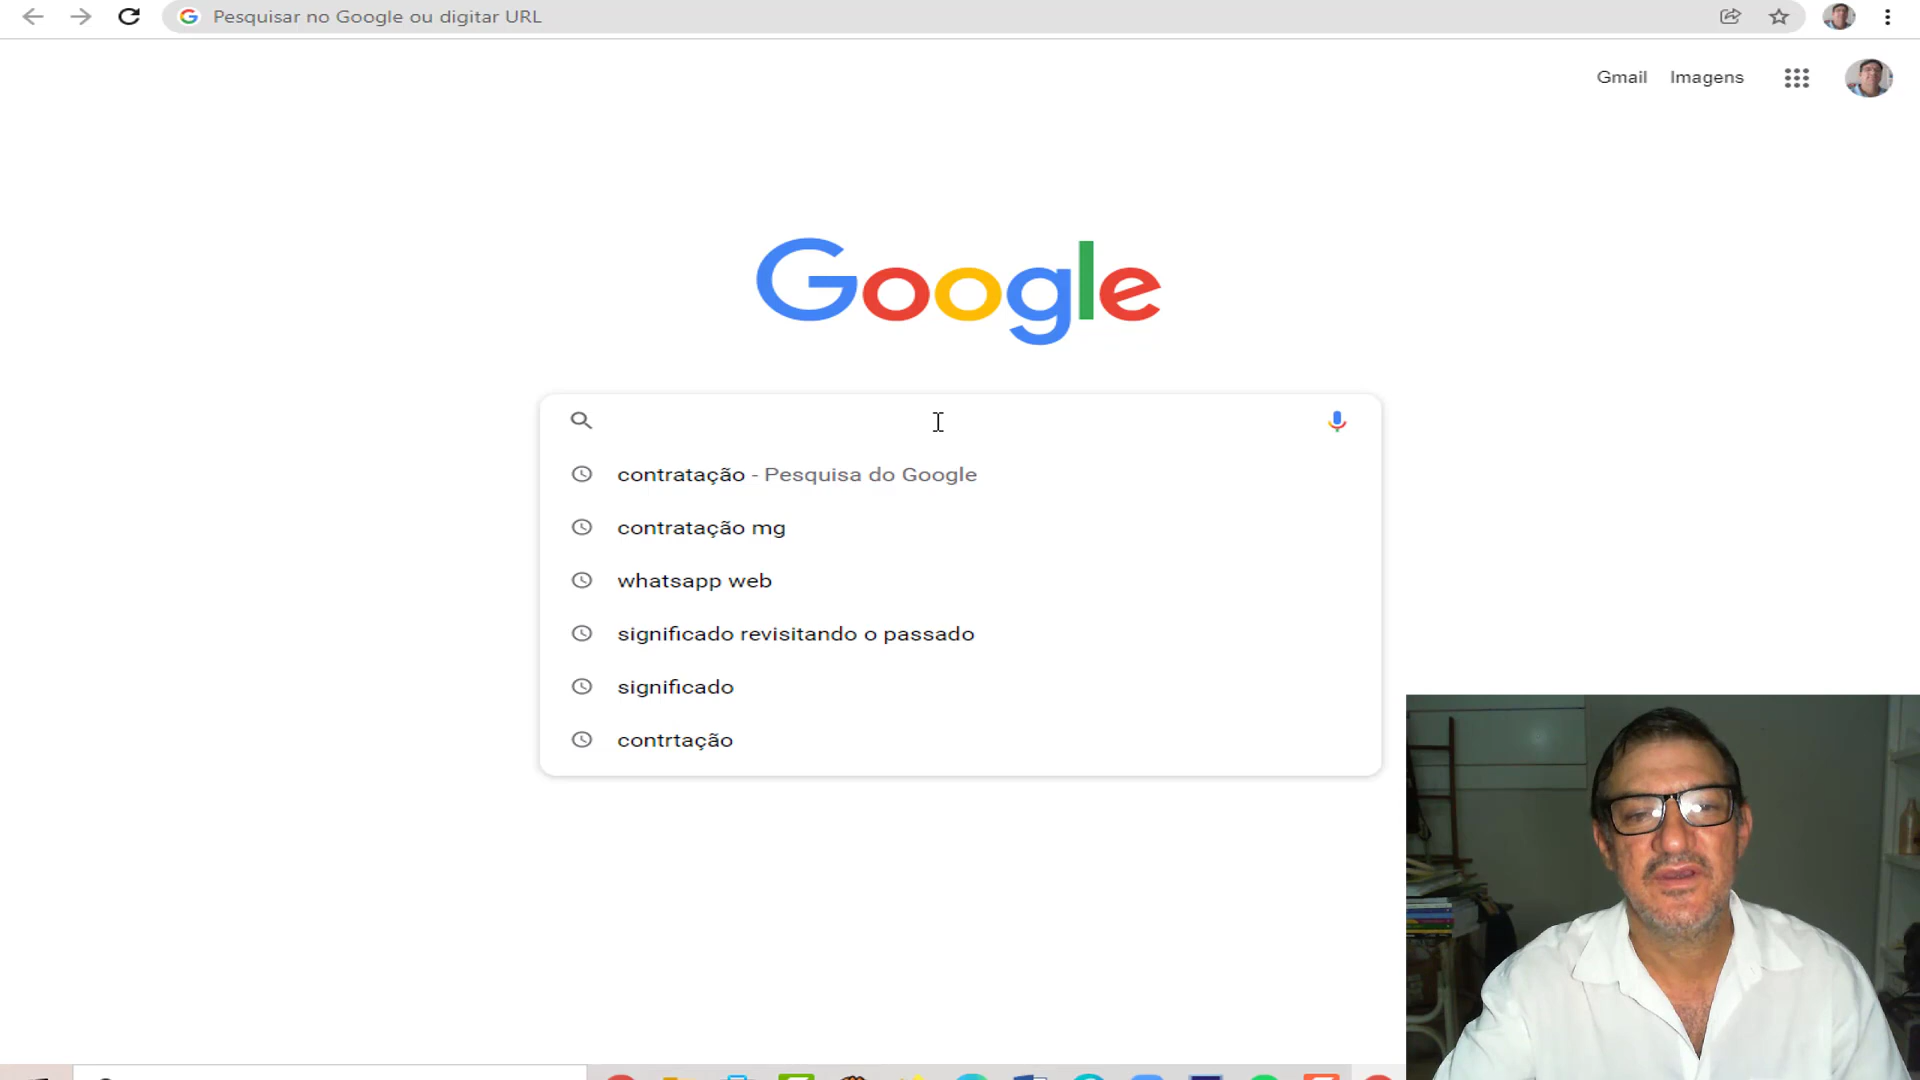 Pesquisar no Google ou digitar URL
Gmail Imagens
Google
contratação - Pesquisa do Google
contratação mg
whatsapp web
significado revisitando o passado
significado
contrtação